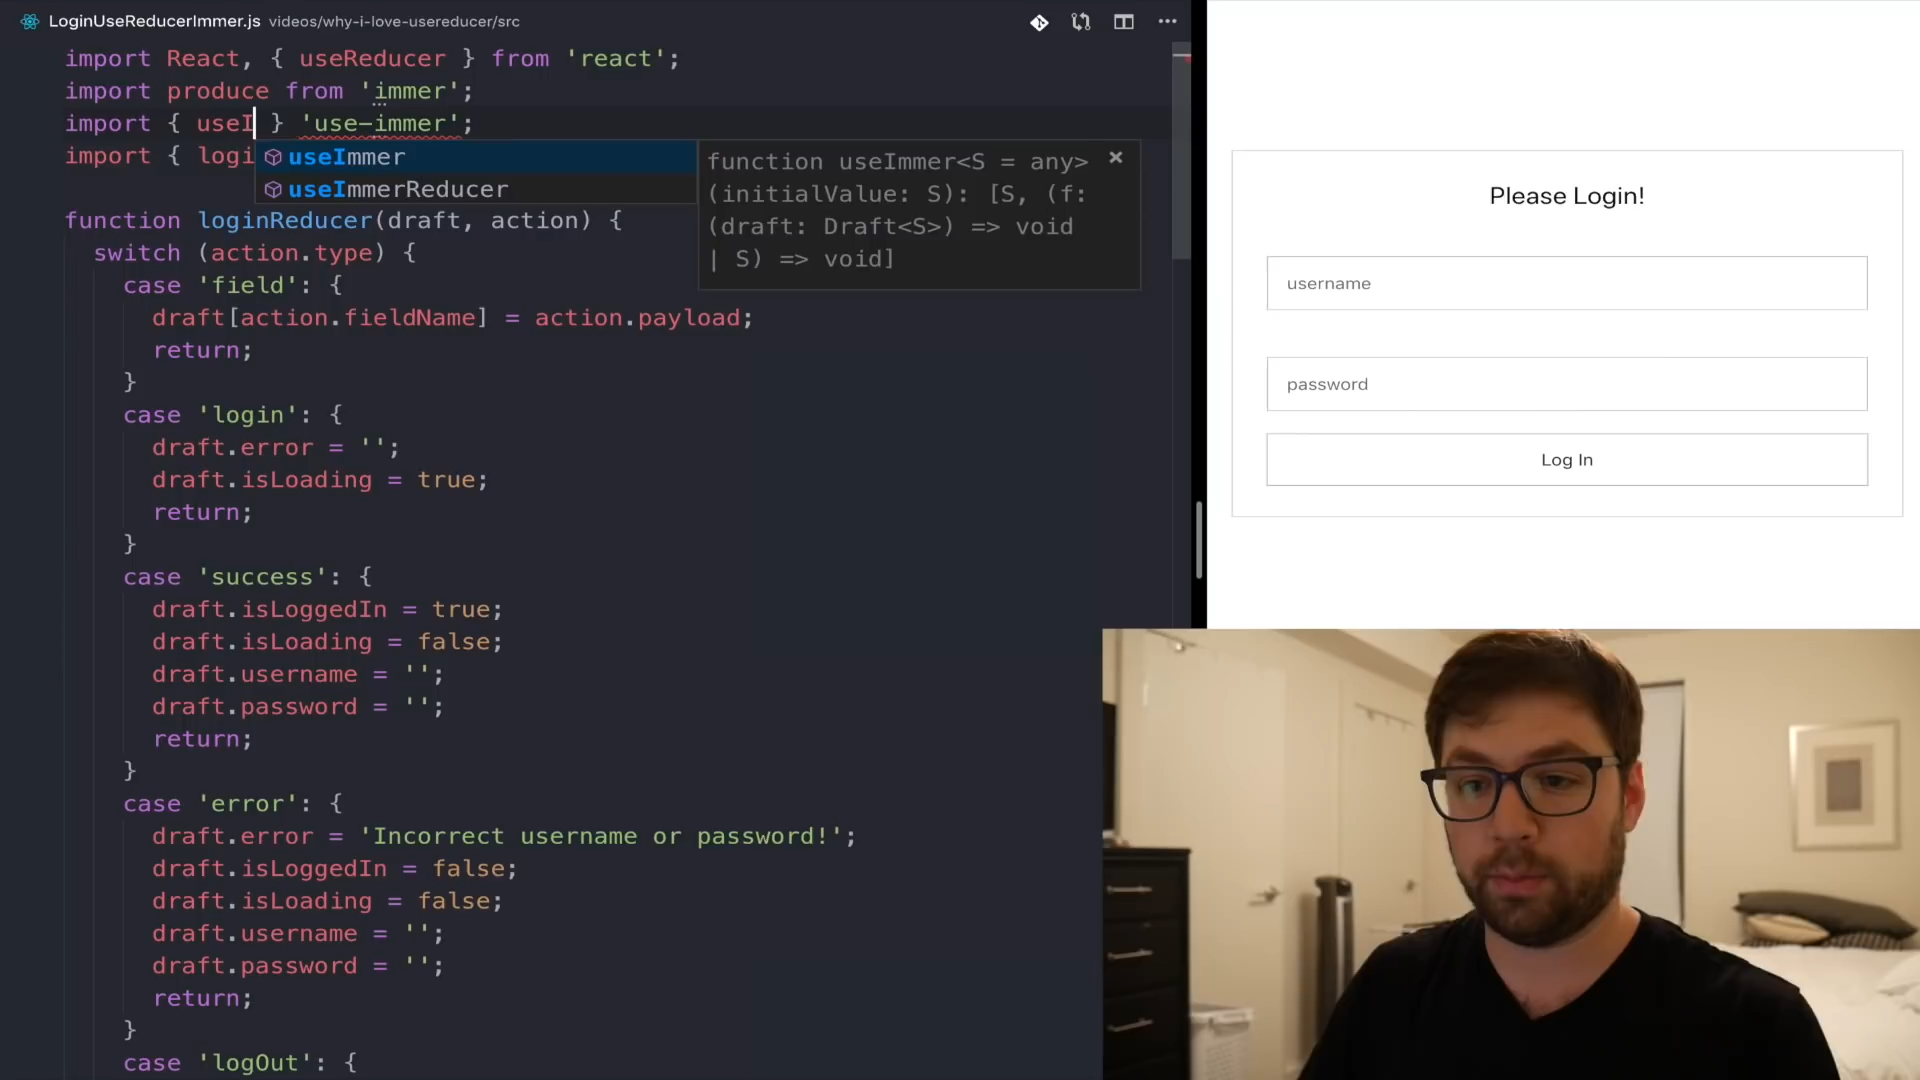 LoginUseReducerImmer.js videos/why-i-love-usereducer/src
import React, { useReducer } from 'react';
import produce from 'immer';
import { useI } 'use-immer';
import { logi
useImmer
useImmerReducer
function useImmer<S = any>
(initialValue: S): [S, (f:
(draft: Draft<S>) => void
| S) => void]
function loginReducer(draft, action) {
switch (action.type) {
case 'field': {
draft[action.fieldName] = action.payload;
return;
}
case 'login': {
draft.error = '';
draft.isLoading = true;
return;
}
case 'success': {
draft.isLoggedIn = true;
draft.isLoading = false;
draft.username = '';
draft.password = '';
return;
}
case 'error': {
draft.error = 'Incorrect username or password!';
draft.isLoggedIn = false;
draft.isLoading = false;
draft.username = '';
draft.password = '';
return;
}
case 'logOut': {
Please Login!
username
password
Log In